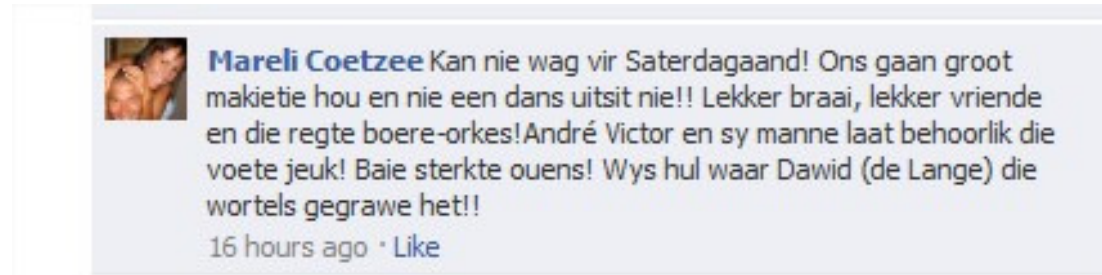 Mareli Coetzee Kan nie wag vir Saterdagaand! Ons gaan groot
makietie hou en nie een dans uitsit nie!! Lekker braai, lekker vriende
en die regte boere-orkes!André Victor en sy manne laat behoorlik die
voete jeuk! Baie sterkte ouens! Wys hul waar Dawid (de Lange) die
wortels gegrawe het!!
16 hours ago · Like